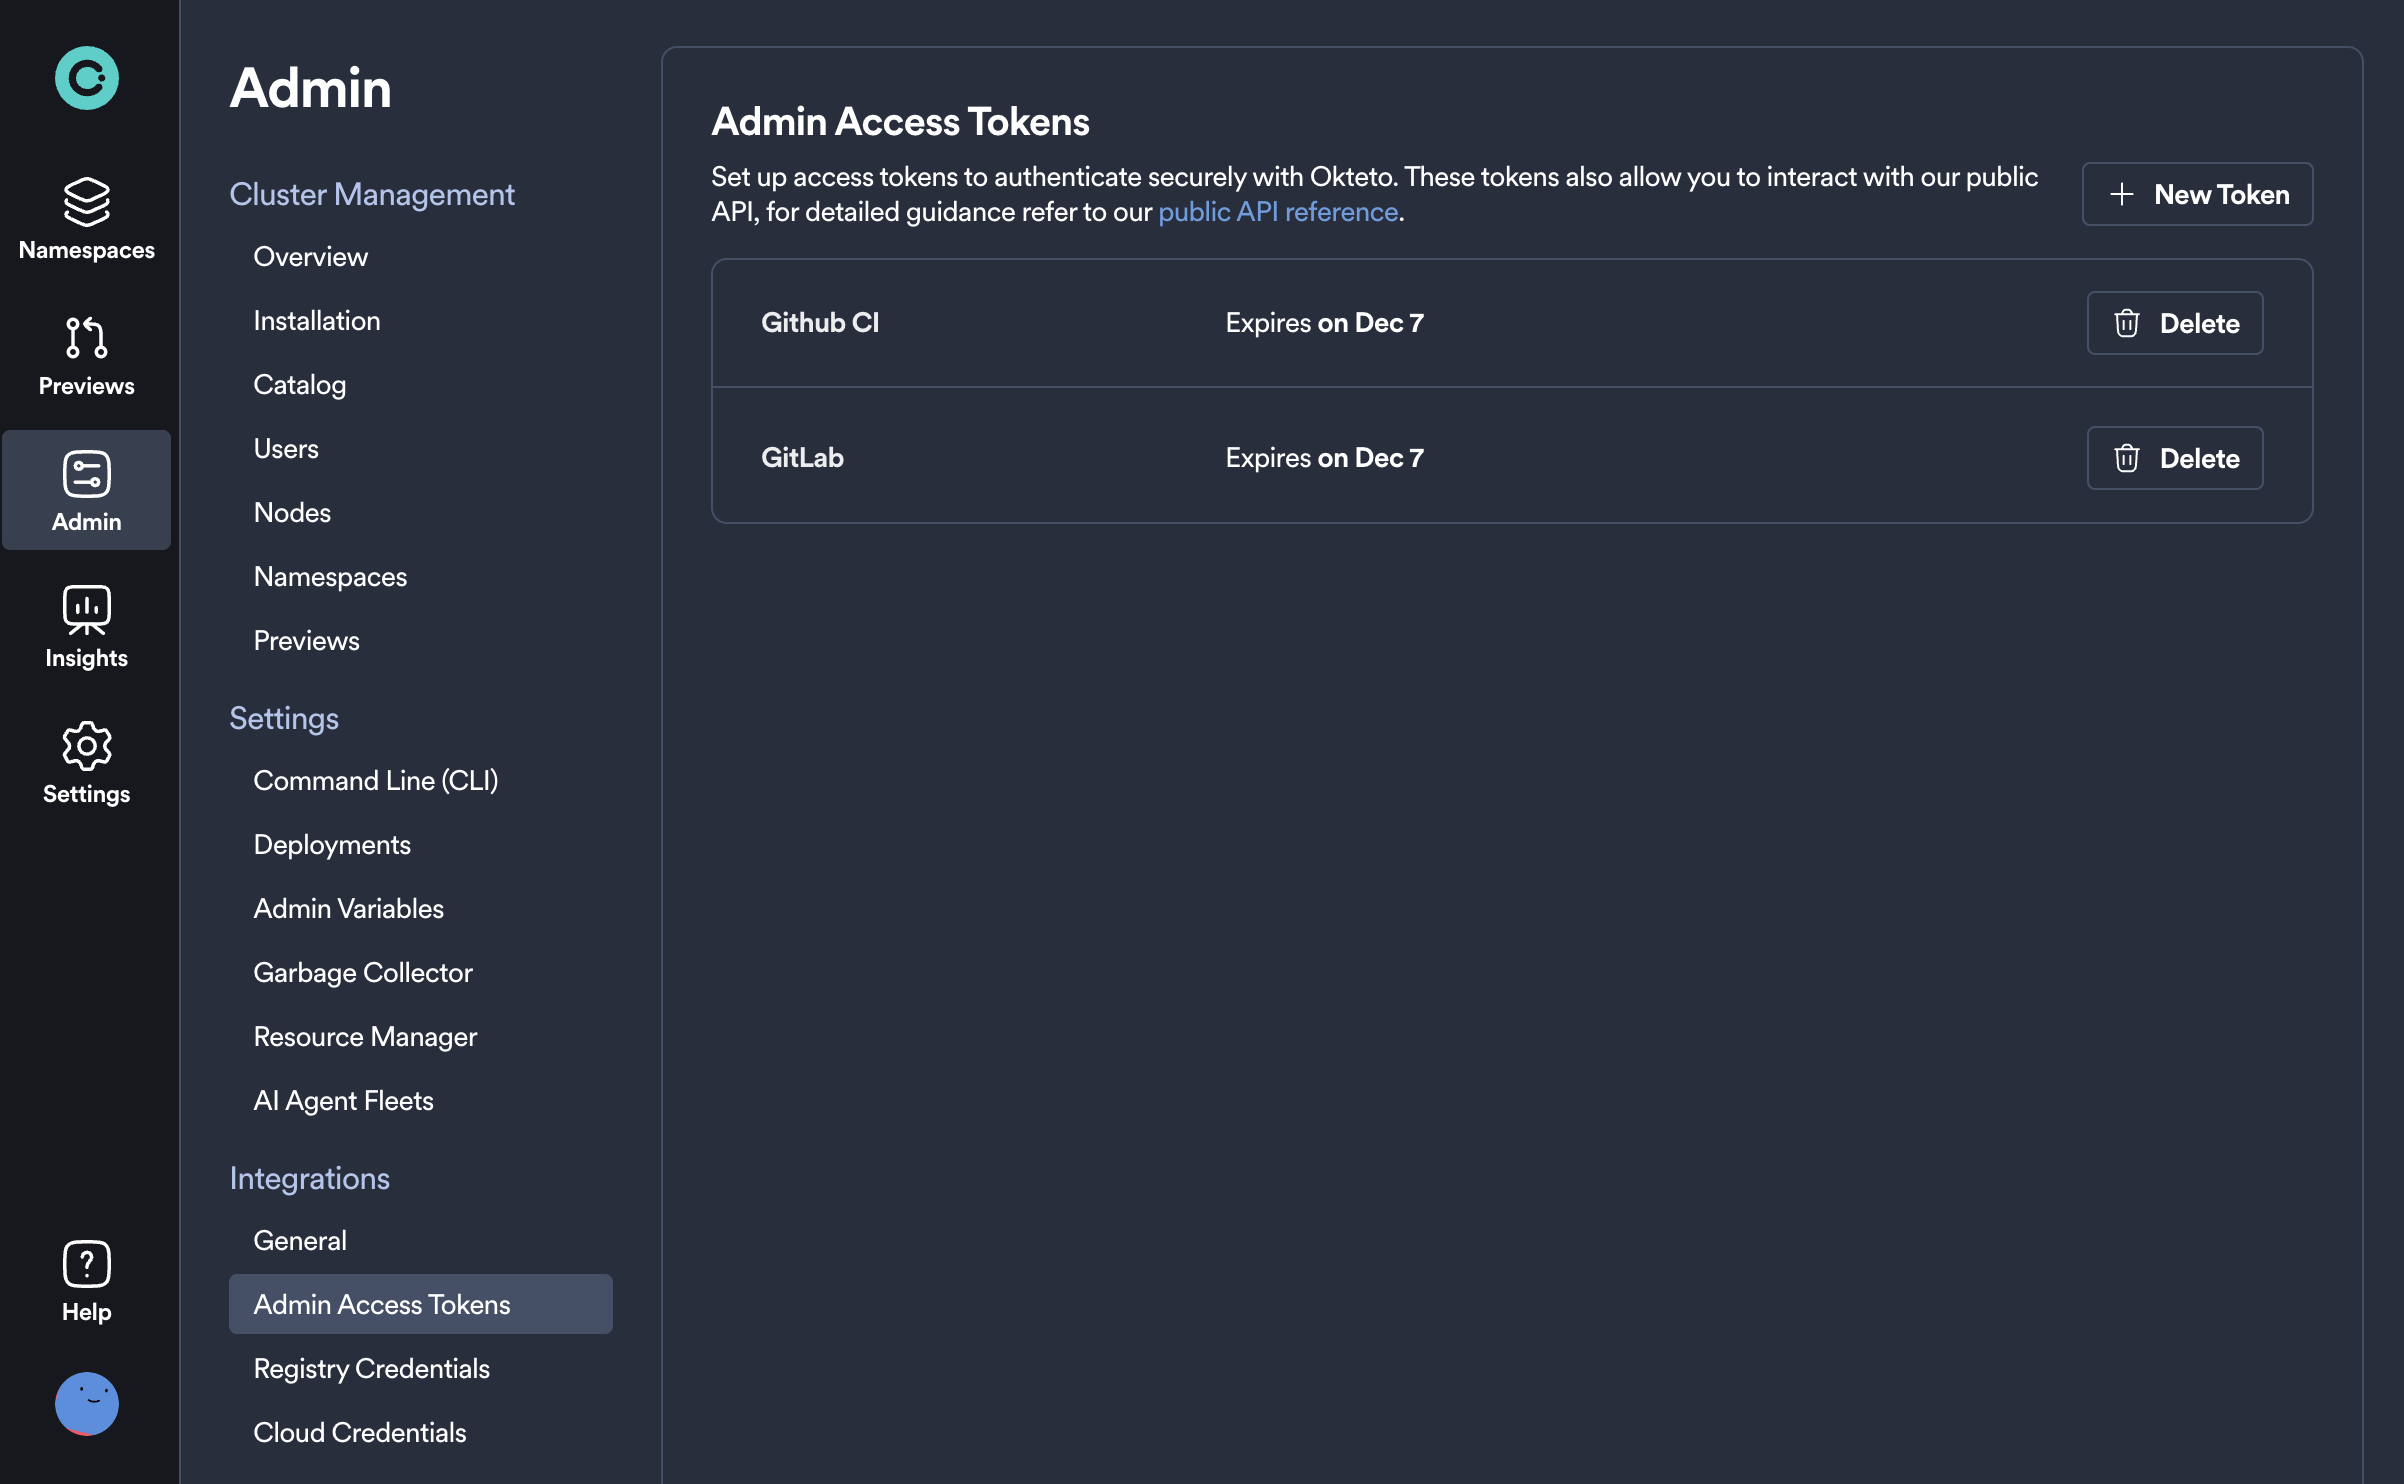 Namespaces
Previews
Admin
Insights
Settings
Help
Admin
Cluster Management
Overview
Installation
Catalog
Users
Nodes
Namespaces
Previews
Settings
Command Line (CLI)
Deployments
Admin Variables
Garbage Collector
Resource Manager
AI Agent Fleets
Integrations
General
Admin Access Tokens
Registry Credentials
Cloud Credentials
Admin Access Tokens
Set up access tokens to authenticate securely with Okteto. These tokens also allow you to interact with our public
API, for detailed guidance refer to our public API reference.
New Token
Github CI Expires on Dec 7 Delete
GitLab Expires on Dec 7 Delete